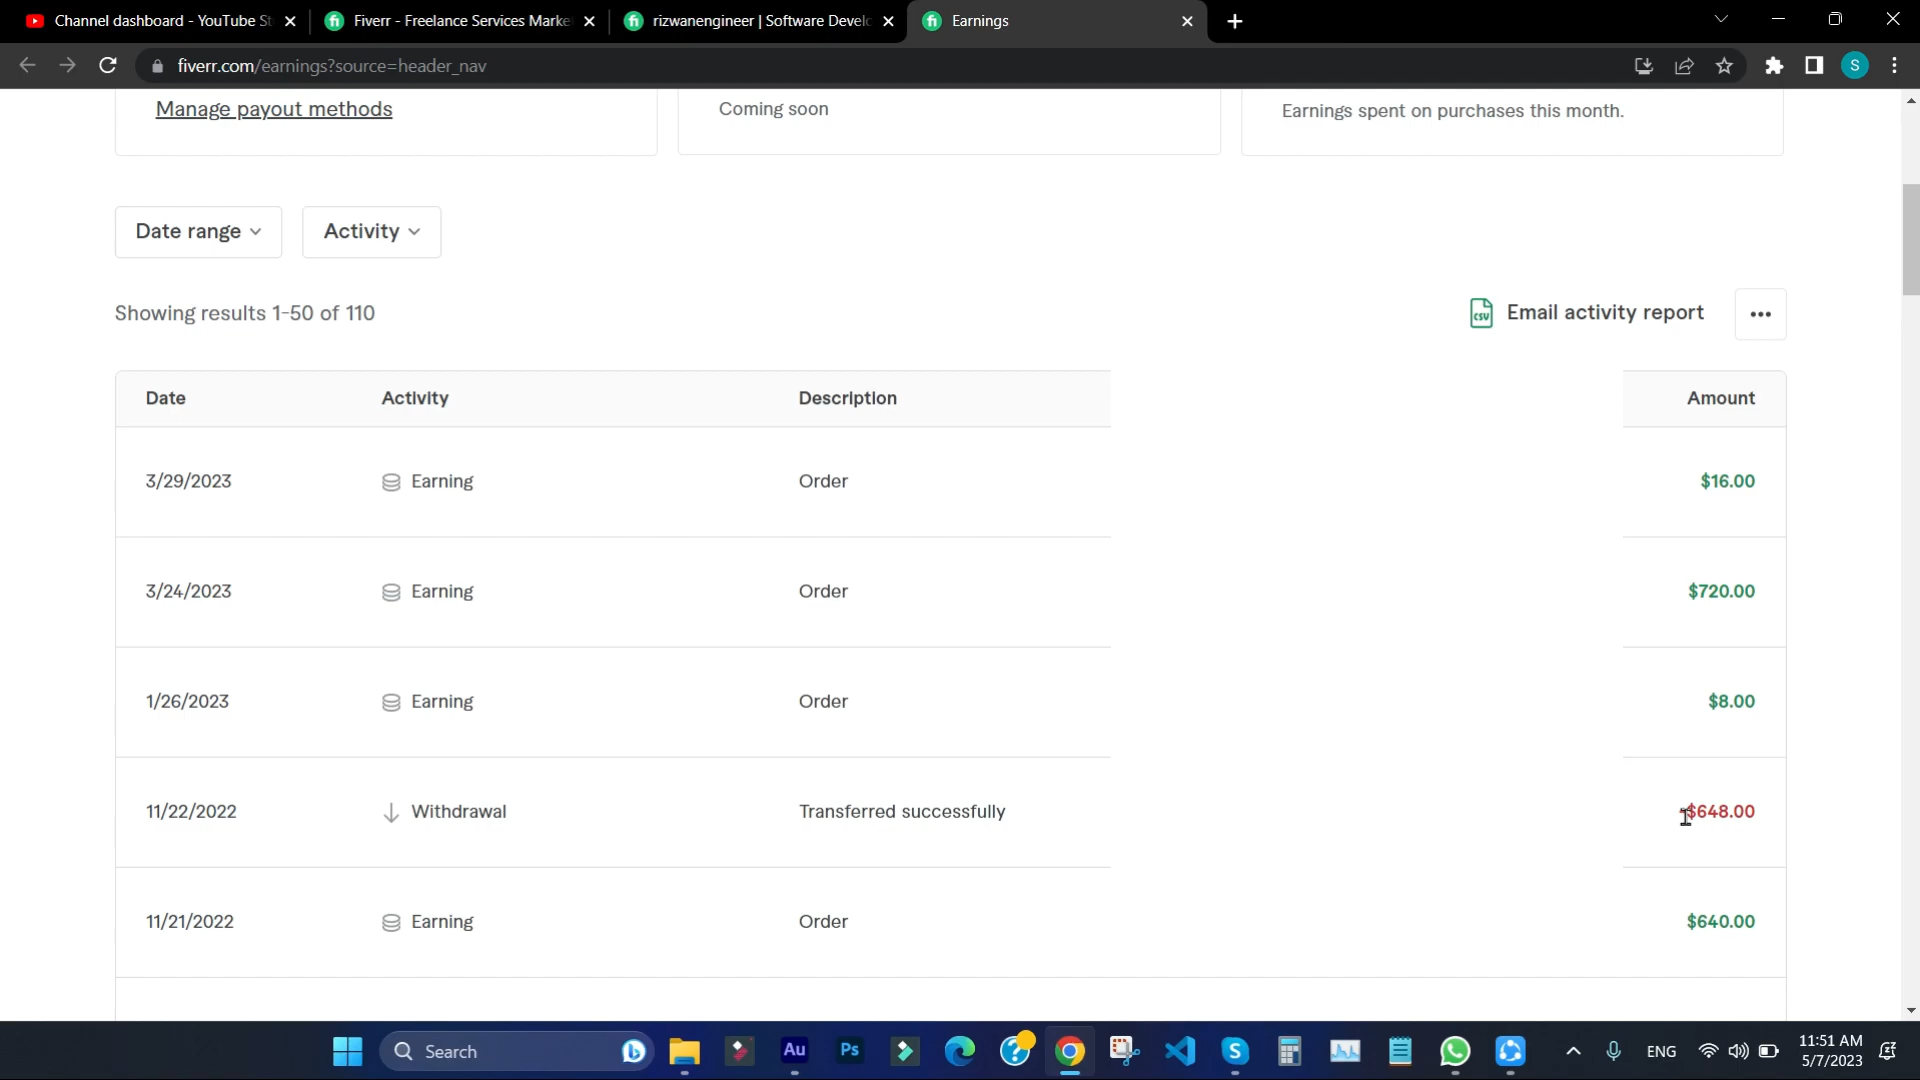 Channel dashboard - YouTube St
Fiverr - Freelance Services Marke
rizwanengineer | Software Develo
Earnings
fiverr.com/earnings?source=header_nav
S
Manage payout methods
Coming soon
Earnings spent on purchases this month.
Date range
Activity
Showing results 1-50 of 110
CSV
Email activity report
Date Activity Description Amount
3/29/2023 Earning Order $16.00
3/24/2023 Earning Order $720.00
1/26/2023 Earning Order $8.00
11/22/2022 Withdrawal Transferred successfully -$648.00
11/21/2022 Earning Order $640.00
Search
Au
Ps
ENG
11:51 AM
5/7/2023